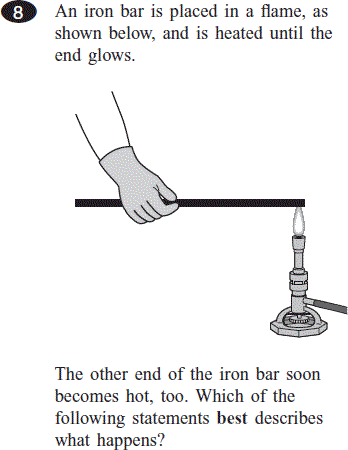 8 An iron bar is placed in a flame, as
shown below, and is heated until the
end glows.
The other end of the iron bar soon
becomes hot, too. Which of the
following statements best describes
what happens?